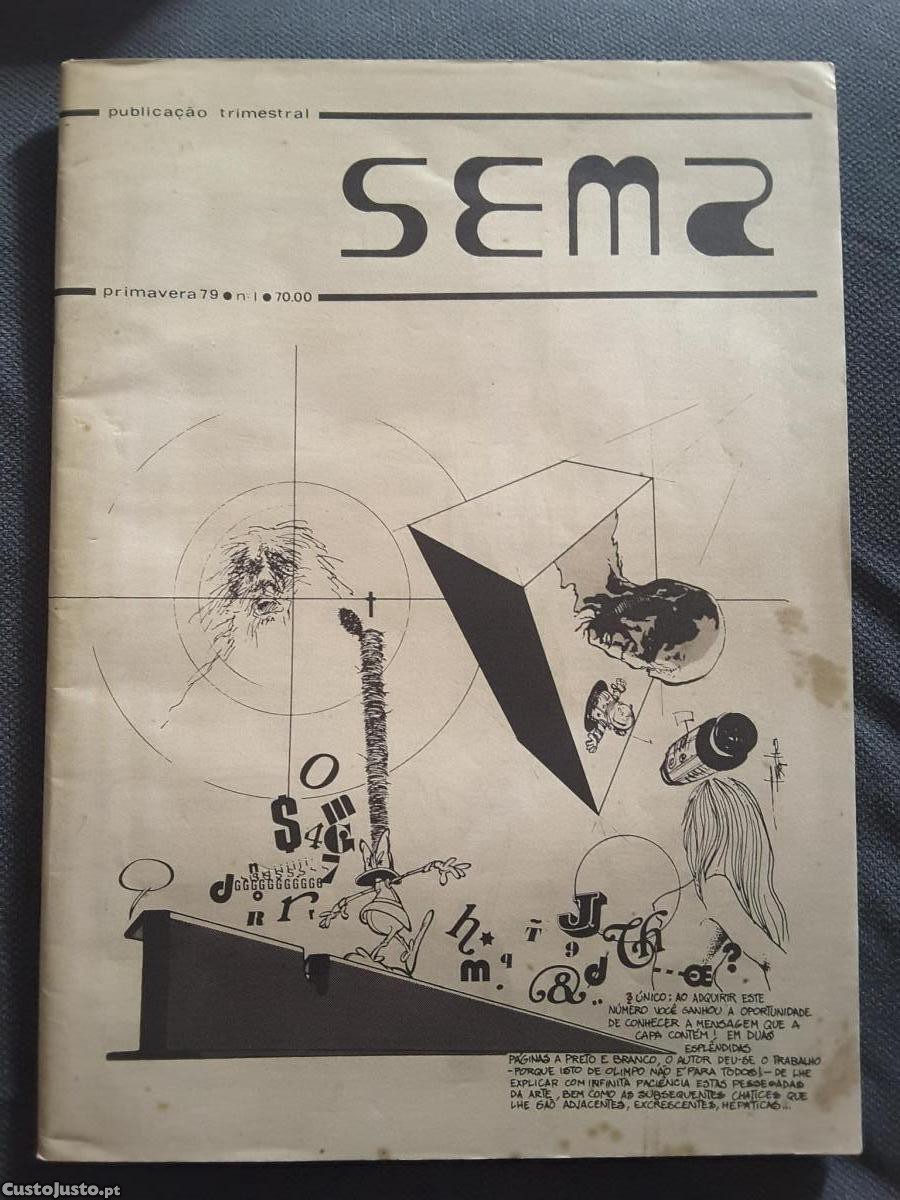 publicação trimestral
SEMA
primavera 79 ● nº 1 ● 70.00
O
$ 4 m G
7
n
d GGGGGGGGGGG
o
R r r
h
* m q
~T J
9 Th
& d
.. --- œ ?
§ ÚNICO: AO ADQUIRIR ESTE
NÚMERO VOCÊ GANHOU A OPORTUNIDADE
DE CONHECER A MENSAGEM QUE A
CAPA CONTÉM! EM DUAS
ESPLÊNDIDAS
PÁGINAS A PRETO E BRANCO, O AUTOR DEU-SE O TRABALHO
-PORQUE ISTO DE OLIMPO NÃO É PARA TODOS!- DE LHE
EXPLICAR COM INFINITA PACIÊNCIA ESTAS PESSEGADAS
DA ARTE, BEM COMO AS SUBSEQUENTES CHATICES QUE
LHE SÃO ADJACENTES, EXCRESCENTES, HEPÁTICAS...
CustoJusto.pt